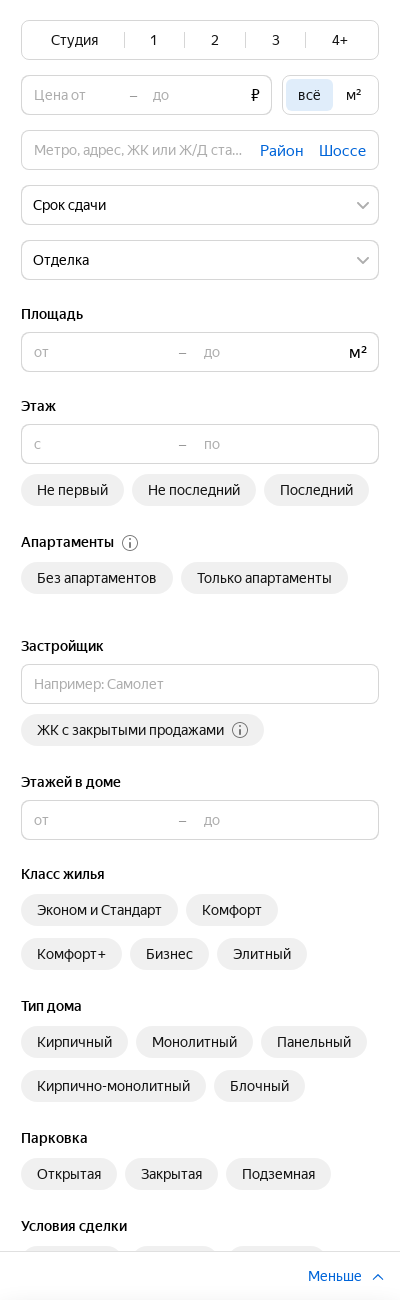 Студия 1 2 3 4+
Цена от – до ₽ всё м²
Метро, адрес, ЖК или Ж/Д ста... Район Шоссе
Срок сдачи
Отделка
Площадь
от – до м²
Этаж
с – по
Не первый Не последний Последний
Апартаменты
Без апартаментов Только апартаменты
Застройщик
Например: Самолет
ЖК с закрытыми продажами
Этажей в доме
от – до
Класс жилья
Эконом и Стандарт Комфорт
Комфорт+ Бизнес Элитный
Тип дома
Кирпичный Монолитный Панельный
Кирпично-монолитный Блочный
Парковка
Открытая Закрытая Подземная
Условия сделки
Меньше